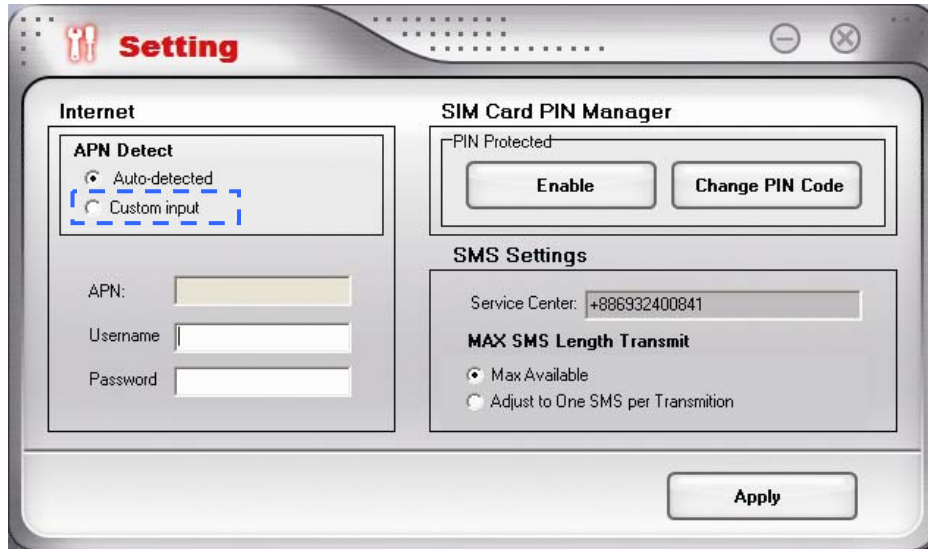 Setting
Internet
APN Detect
Auto-detected
Custom input
APN:
Username
Password
SIM Card PIN Manager
PIN Protected
Enable
Change PIN Code
SMS Settings
Service Center: +886932400841
MAX SMS Length Transmit
Max Available
Adjust to One SMS per Transmition
Apply